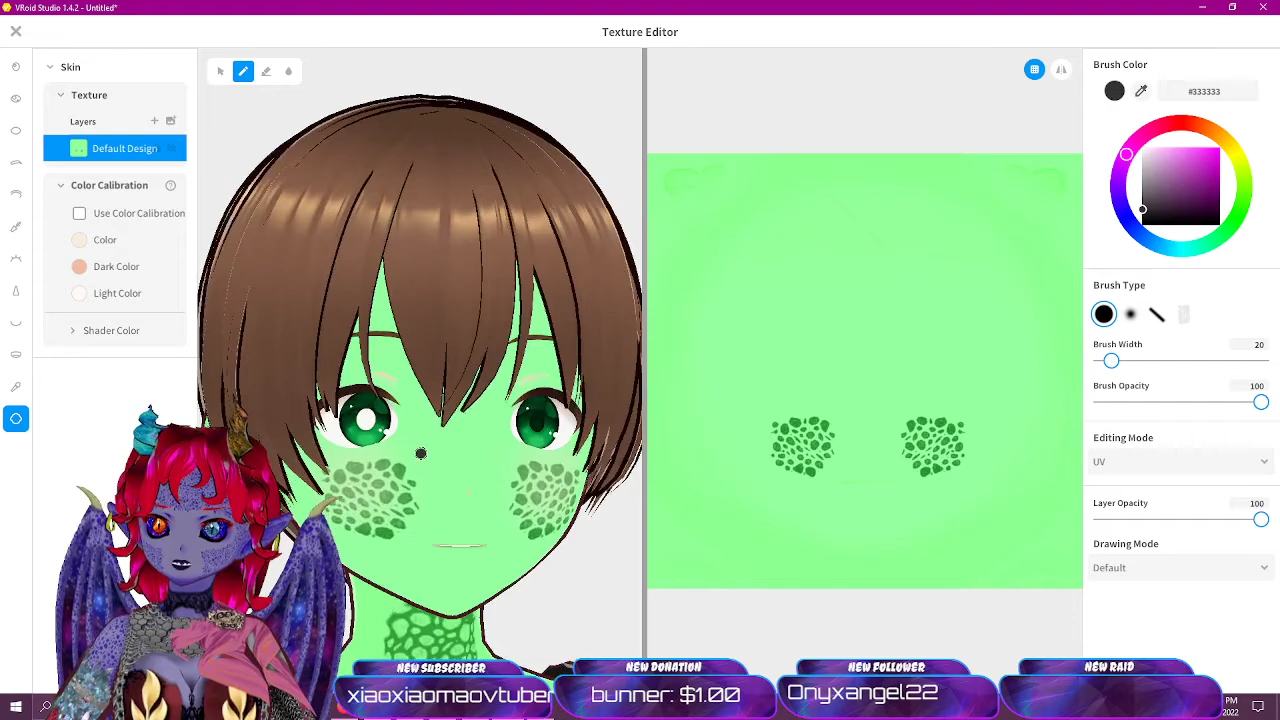 VRoid Studio 1.4.2 - Untitled*
Texture Editor
Skin
Texture
Layers
Default Design
Color Calibration
Use Color Calibration
Color
Dark Color
Light Color
Shader Color
Brush Color
#333333
Brush Type
Brush Width
20
Brush Opacity
100
Editing Mode
UV
Layer Opacity
100
Drawing Mode
Default
NEW SUBSCRIBER
xiaoxiaomaovtuber
NEW DONATION
bunner: $1.00
NEW FOLLOWER
Onyxangel22
NEW RAID
PM
2022